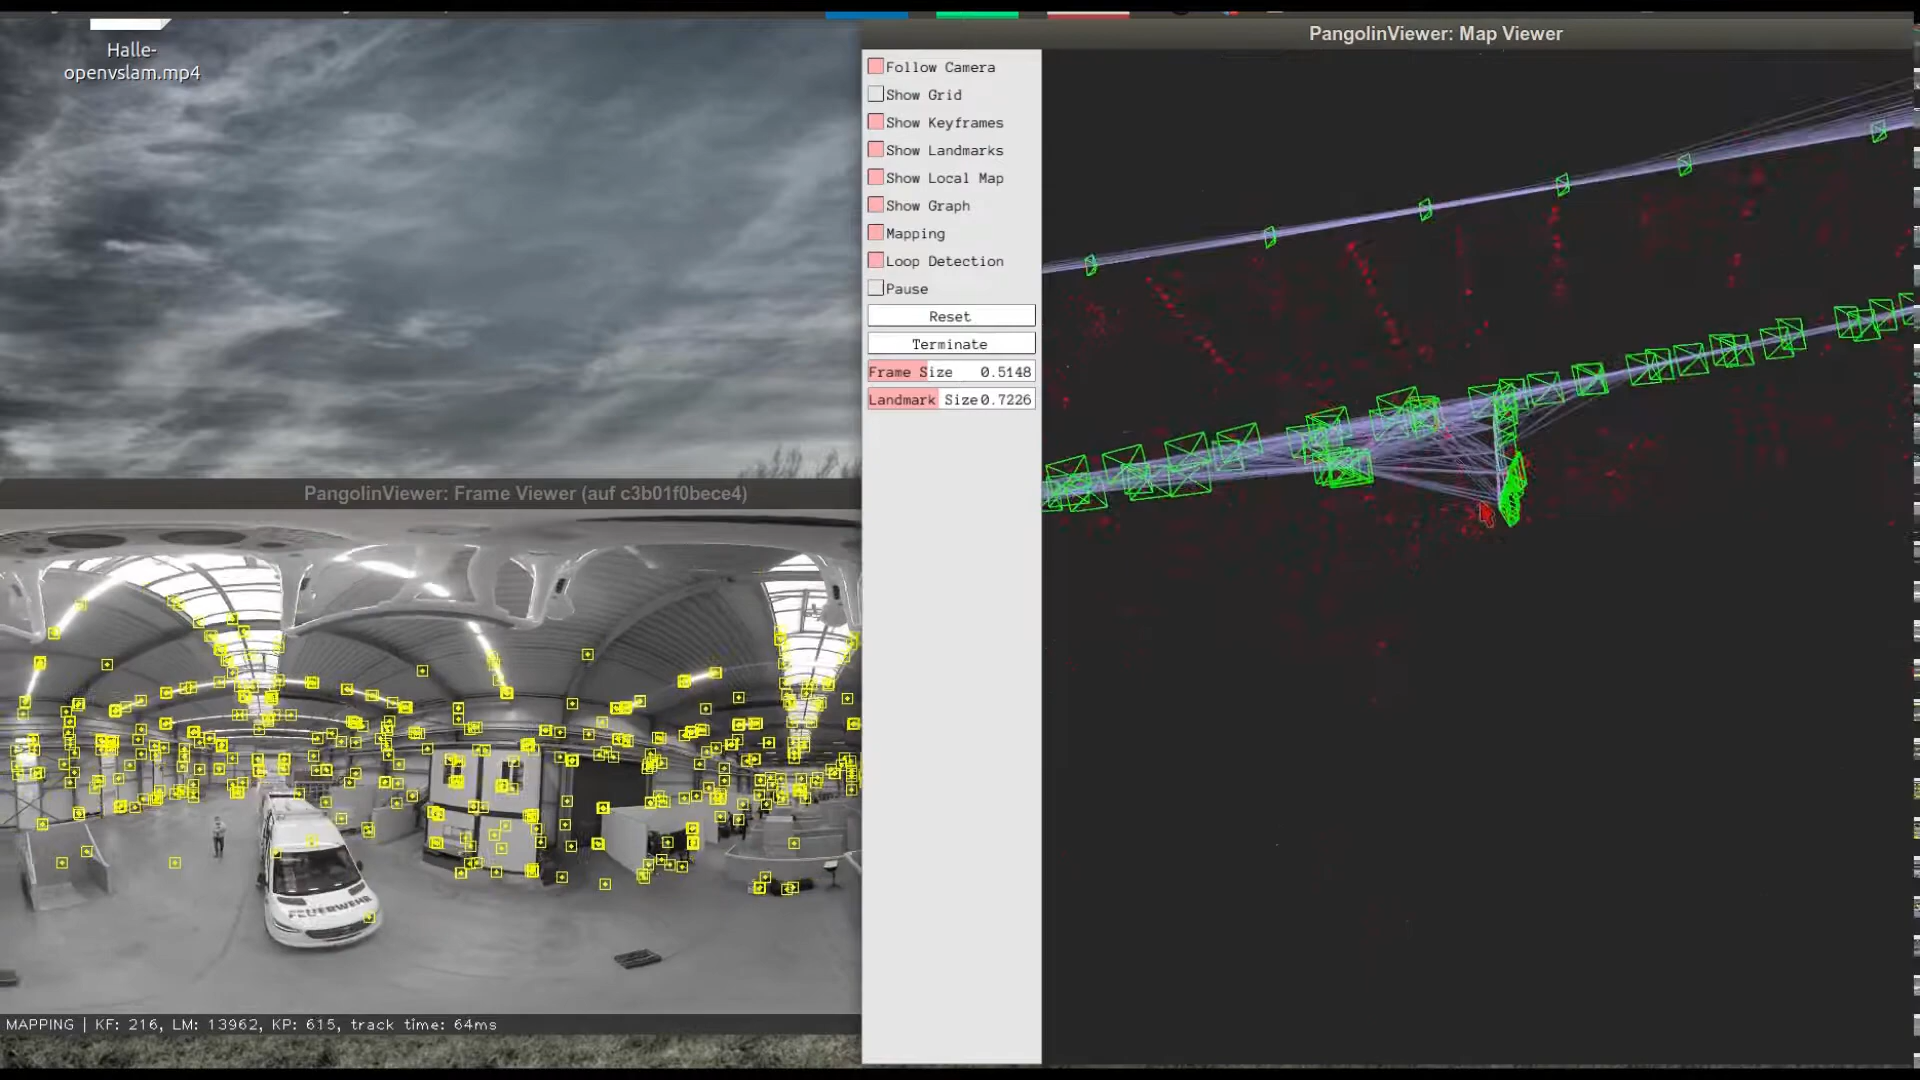 Halle-
openvslam.mp4
PangolinViewer: Map Viewer
Follow Camera
Show Grid
Show Keyframes
Show Landmarks
Show Local Map
Show Graph
Mapping
Loop Detection
Pause
Reset
Terminate
Frame Size 0.5148
Landmark Size 0.7226
PangolinViewer: Frame Viewer (auf c3b01f0bece4)
FEUERWEHR
MAPPING | KF: 216, LM: 13962, KP: 615, track time: 64ms